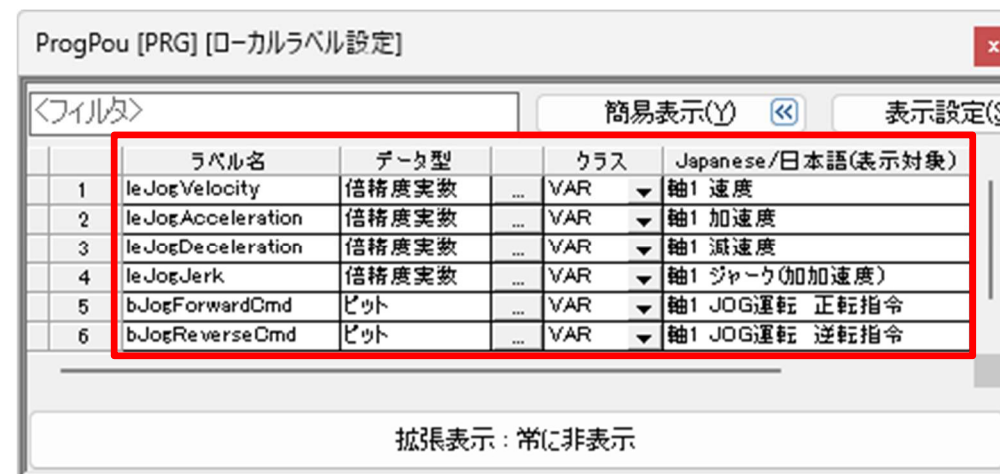 ProgPou [PRG] [ローカルラベル設定]
x
<フィルタ>
簡易表示(Y)
表示設定(S
ラベル名 データ型 クラス Japanese/日本語(表示対象)
1 leJogVelocity 倍精度実数 ... VAR 軸1 速度
2 leJogAcceleration 倍精度実数 ... VAR 軸1 加速度
3 leJogDeceleration 倍精度実数 ... VAR 軸1 減速度
4 leJogJerk 倍精度実数 ... VAR 軸1 ジャーク(加加速度)
5 bJogForwardCmd ビット ... VAR 軸1 JOG運転 正転指令
6 bJogReverseCmd ビット ... VAR 軸1 JOG運転 逆転指令
拡張表示:常に非表示